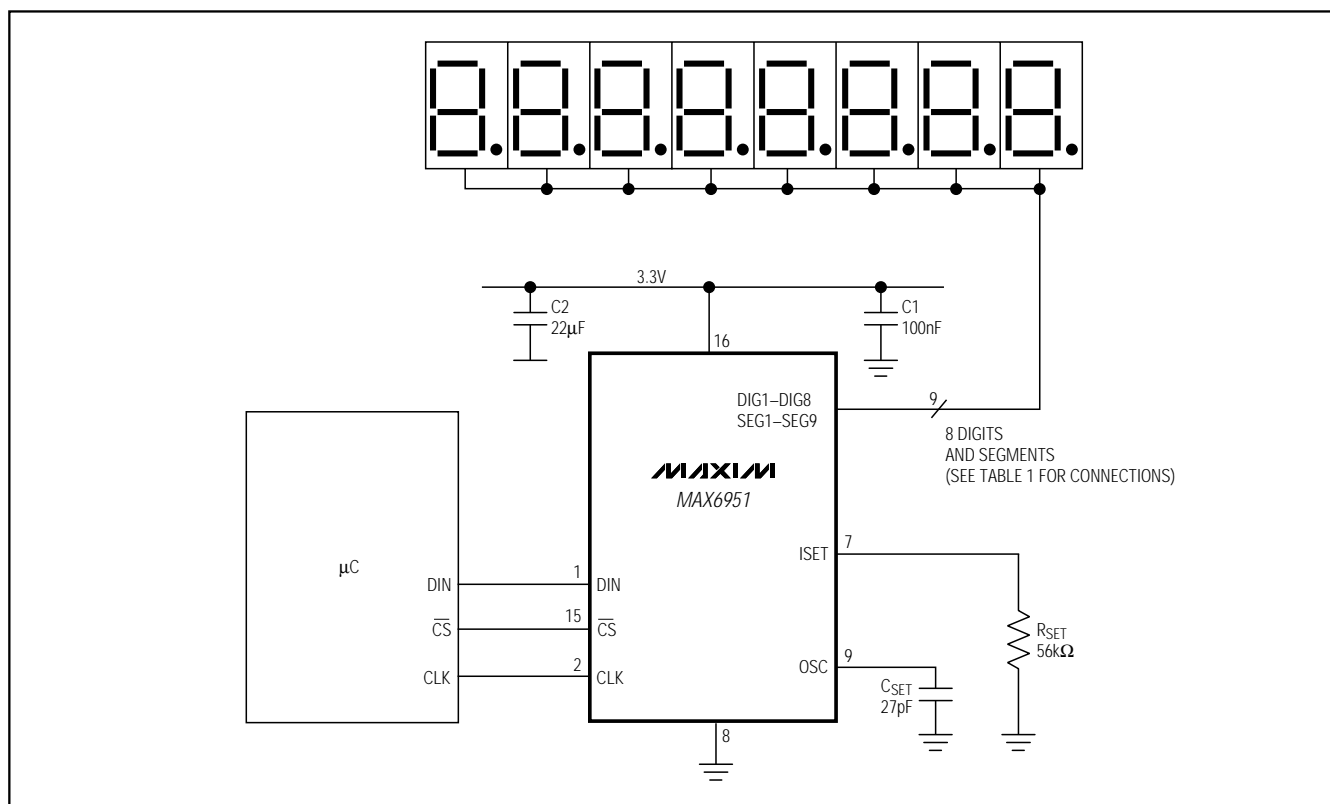 3.3V
C2
22μF
C1
100nF
16
DIG1–DIG8
SEG1–SEG9
9
8 DIGITS
AND SEGMENTS
(SEE TABLE 1 FOR CONNECTIONS)
MAXIM
MAX6951
μC
ISET
7
DIN
1
DIN
CS
15
CS
RSET
56kΩ
CLK
2
CLK
OSC
9
CSET
27pF
8